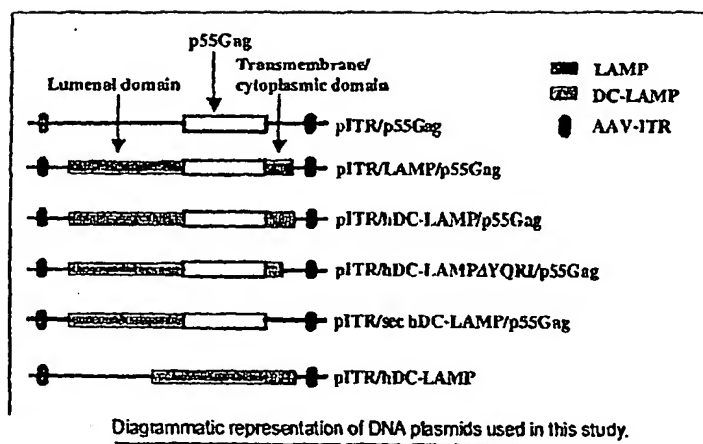 p55Gag
Transmembrane/
cytoplasmic domain
Lumenal domain
LAMP
DC-LAMP
AAV-ITR
pITR/p55Gag
pITR/LAMP/p55Gag
pITR/hDC-LAMP/p55Gag
pITR/hDC-LAMPΔYQRI/p55Gag
pITR/sec hDC-LAMP/p55Gag
pITR/hDC-LAMP
Diagrammatic representation of DNA plasmids used in this study.